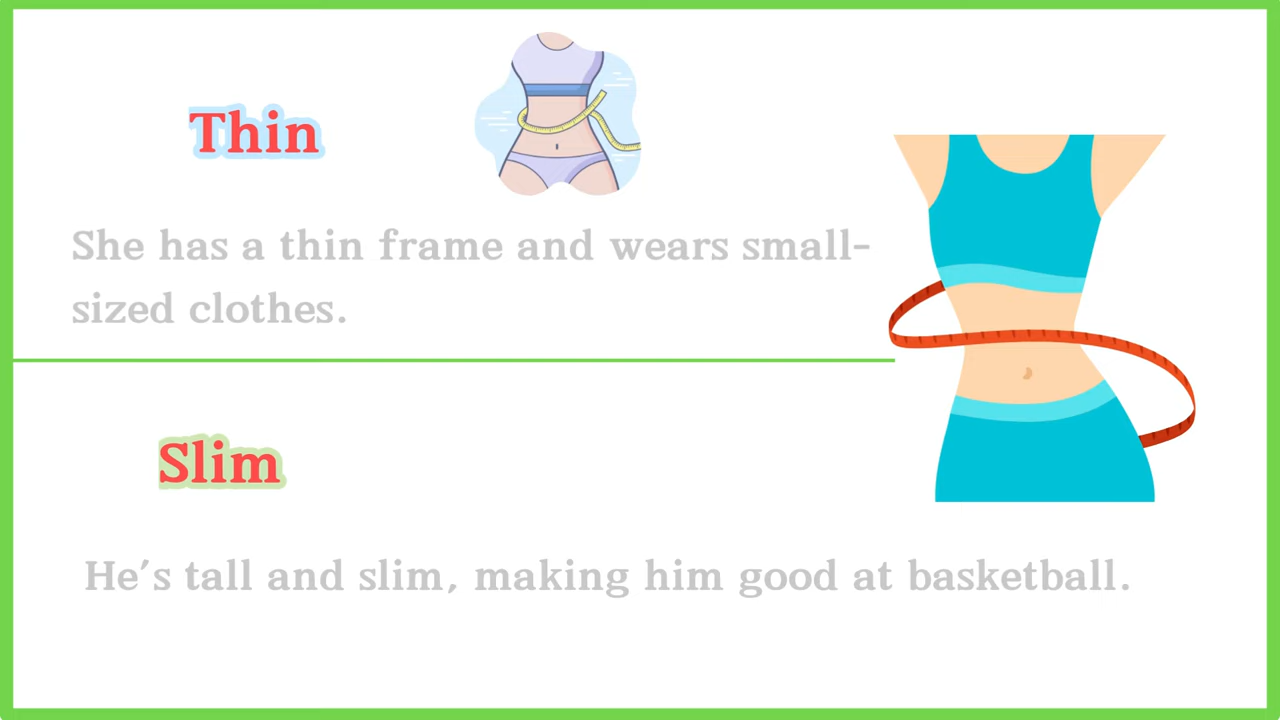 Thin
She has a thin frame and wears small-
sized clothes.
Slim
He's tall and slim, making him good at basketball.